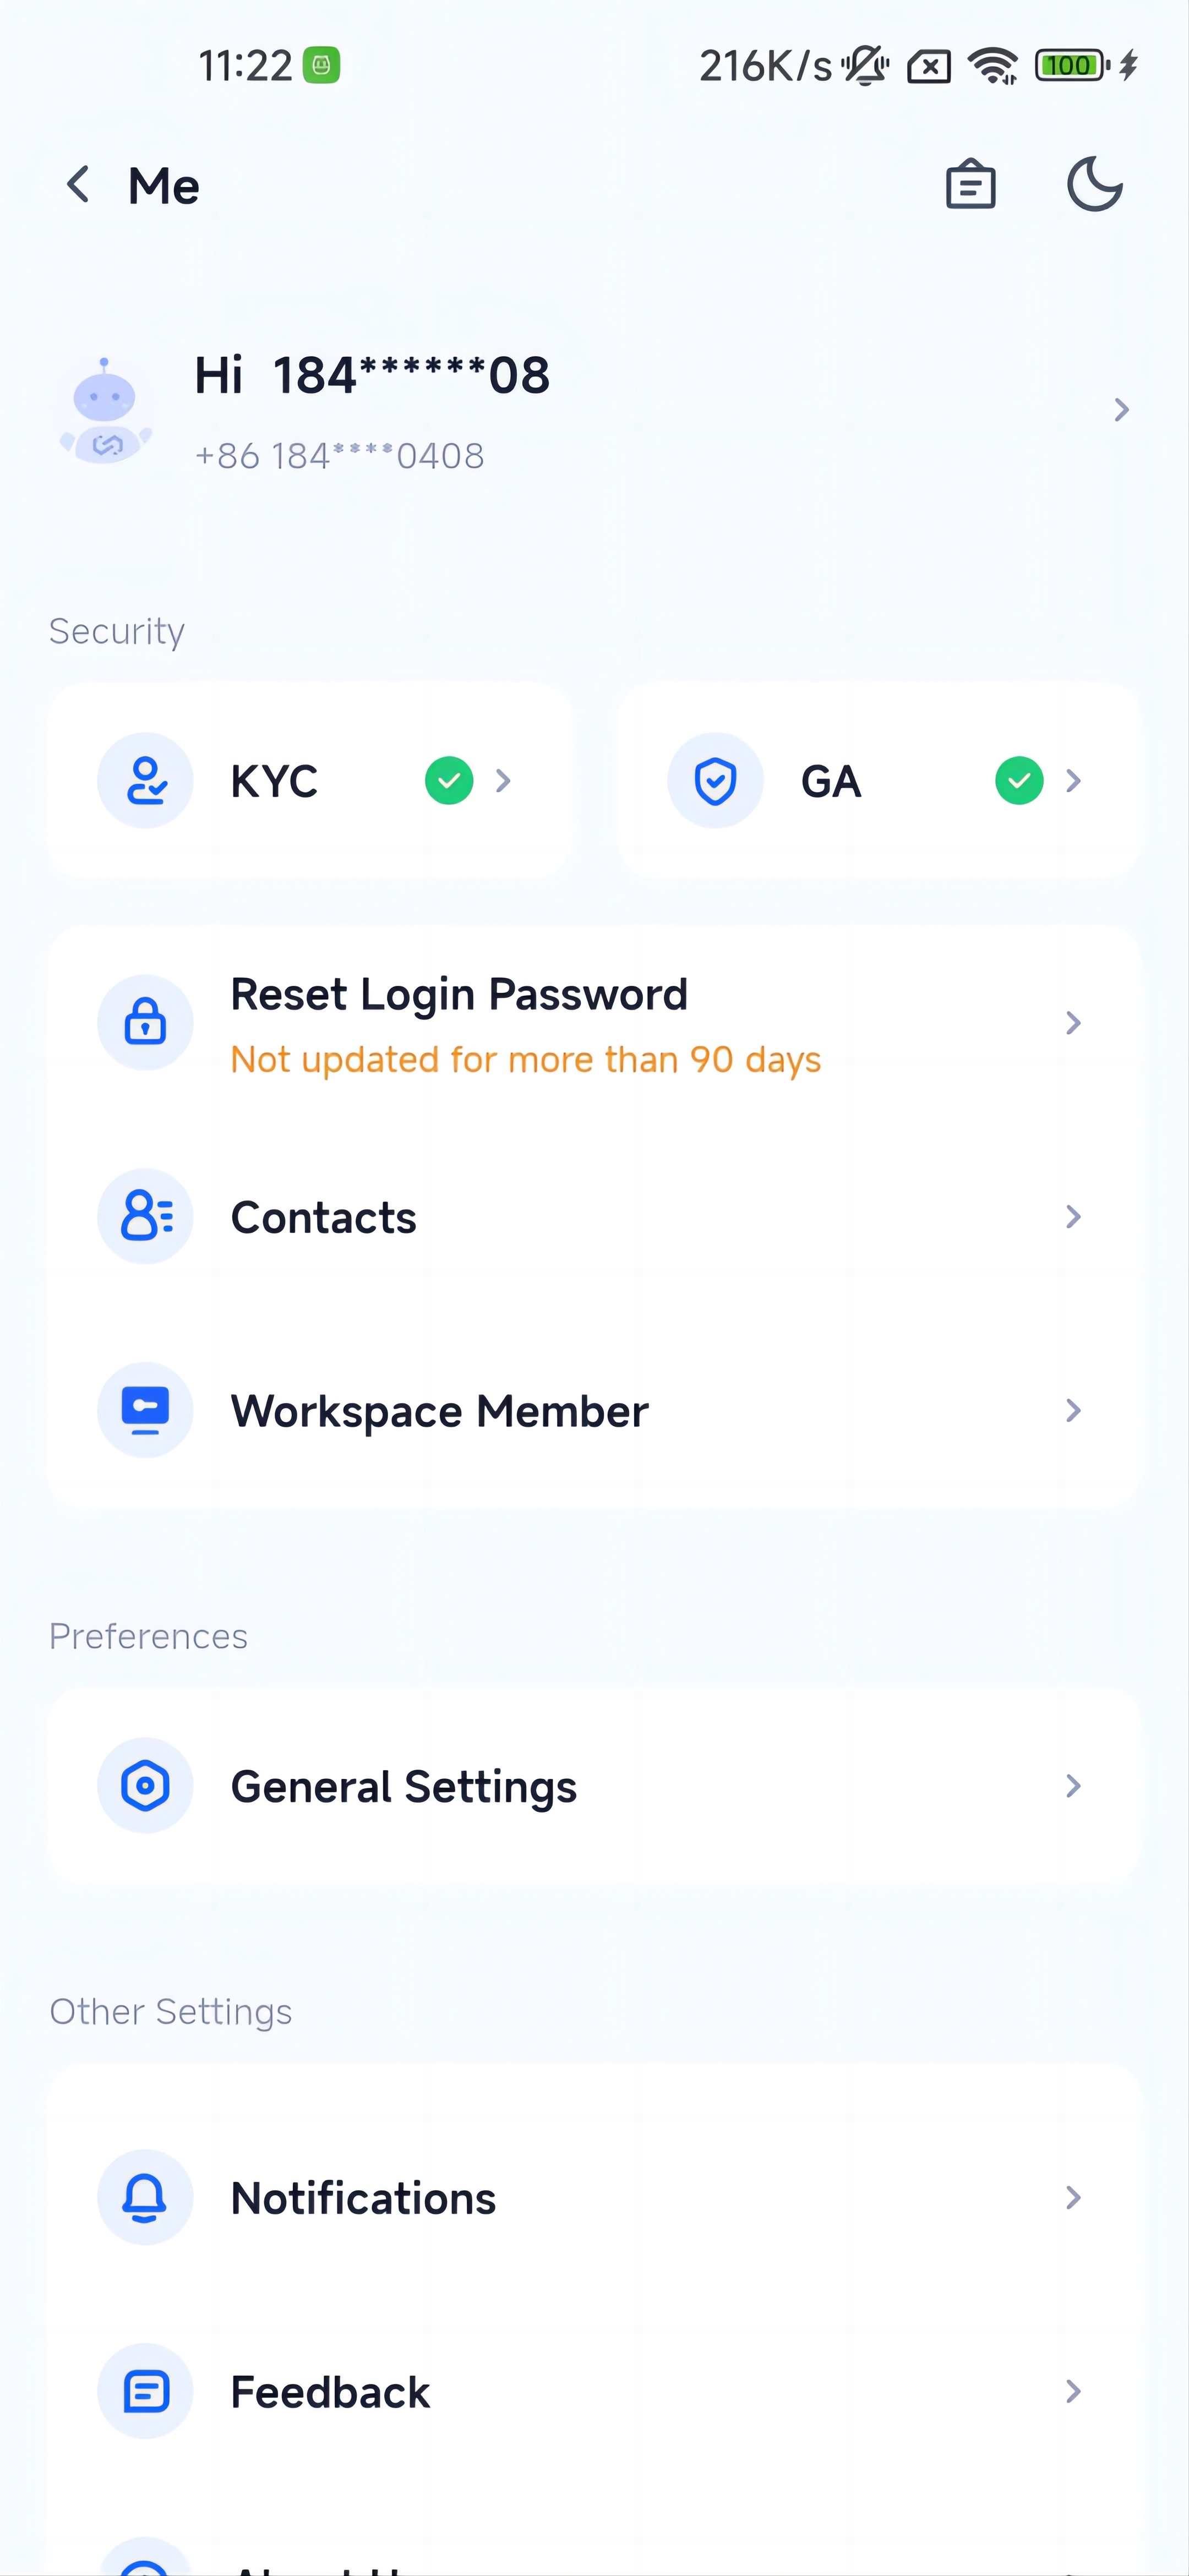 11:22
216K/s
100
Me
Hi 184******08
+86 184****0408
Security
KYC
GA
Reset Login Password
Not updated for more than 90 days
Contacts
Workspace Member
Preferences
General Settings
Other Settings
Notifications
Feedback